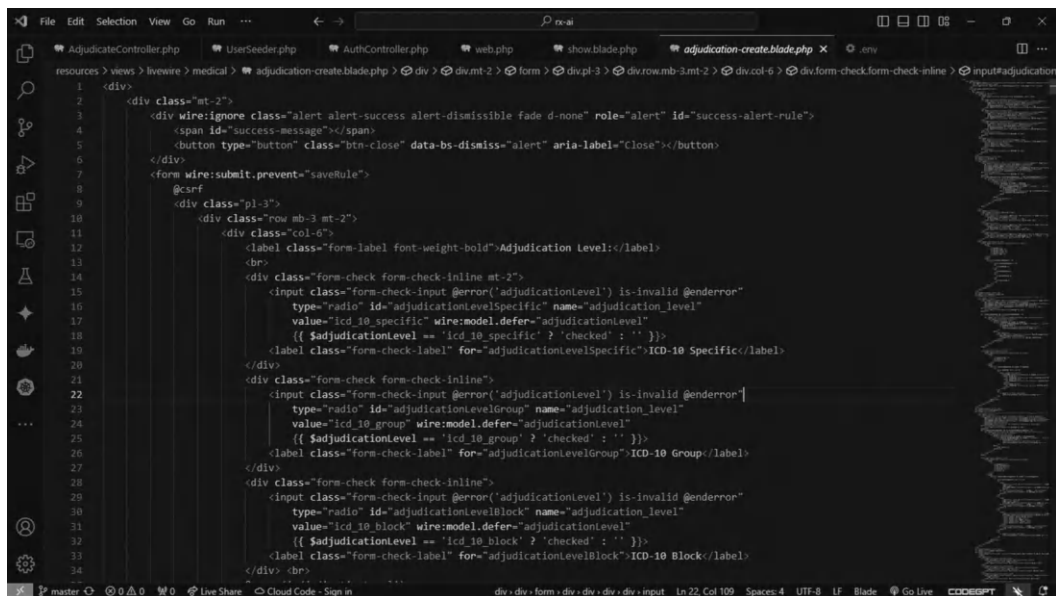 File Edit Selection View Go Run ··· rx-ai
AdjudicateController.php UserSeeder.php AuthController.php web.php show.blade.php adjudication-create.blade.php .env
resources > views > livewire > medical > adjudication-create.blade.php > div > div.mt-2 > form > div.pl-3 > div.row.mb-3.mt-2 > div.col-6 > div.form-check.form-check-inline > input#adjudication
1 <div>
2 <div class="mt-2">
3 <div wire:ignore class="alert alert-success alert-dismissible fade d-none" role="alert" id="success-alert-rule">
4 <span id="success-message"></span>
5 <button type="button" class="btn-close" data-bs-dismiss="alert" aria-label="Close"></button>
6 </div>
7 <form wire:submit.prevent="saveRule">
8 @csrf
9 <div class="pl-3">
10 <div class="row mb-3 mt-2">
11 <div class="col-6">
12 <label class="form-label font-weight-bold">Adjudication Level:</label>
13 <br>
14 <div class="form-check form-check-inline mt-2">
15 <input class="form-check-input @error('adjudicationLevel') is-invalid @enderror"
16 type="radio" id="adjudicationLevelSpecific" name="adjudication_level"
17 value="icd_10_specific" wire:model.defer="adjudicationLevel"
18 {{ $adjudicationLevel == 'icd_10_specific' ? 'checked' : '' }}>
19 <label class="form-check-label" for="adjudicationLevelSpecific">ICD-10 Specific</label>
20 </div>
21 <div class="form-check form-check-inline">
22 <input class="form-check-input @error('adjudicationLevel') is-invalid @enderror"
23 type="radio" id="adjudicationLevelGroup" name="adjudication_level"
24 value="icd_10_group" wire:model.defer="adjudicationLevel"
25 {{ $adjudicationLevel == 'icd_10_group' ? 'checked' : '' }}>
26 <label class="form-check-label" for="adjudicationLevelGroup">ICD-10 Group</label>
27 </div>
28 <div class="form-check form-check-inline">
29 <input class="form-check-input @error('adjudicationLevel') is-invalid @enderror"
30 type="radio" id="adjudicationLevelBlock" name="adjudication_level"
31 value="icd_10_block" wire:model.defer="adjudicationLevel"
32 {{ $adjudicationLevel == 'icd_10_block' ? 'checked' : '' }}>
33 <label class="form-check-label" for="adjudicationLevelBlock">ICD-10 Block</label>
34 </div> <br>
master 0 0 0 Live Share Cloud Code - Sign in div › div › form › div › div › div › div › input Ln 22, Col 109 Spaces: 4 UTF-8 LF Blade Go Live CODEGPT